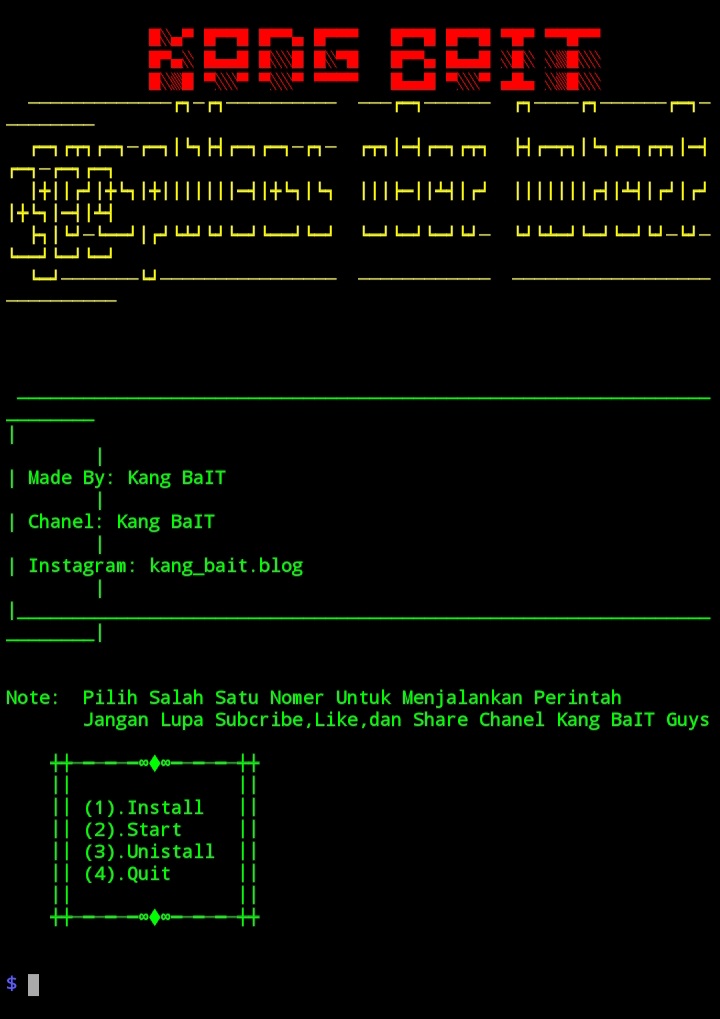 KANG BOIT
| Made By: Kang BaIT
| Chanel: Kang BaIT
| Instagram: kang_bait.blog
Note: Pilih Salah Satu Nomer Untuk Menjalankan Perintah
Jangan Lupa Subcribe,Like,dan Share Chanel Kang BaIT Guys
(1).Install
(2).Start
(3).Unistall
(4).Quit
$